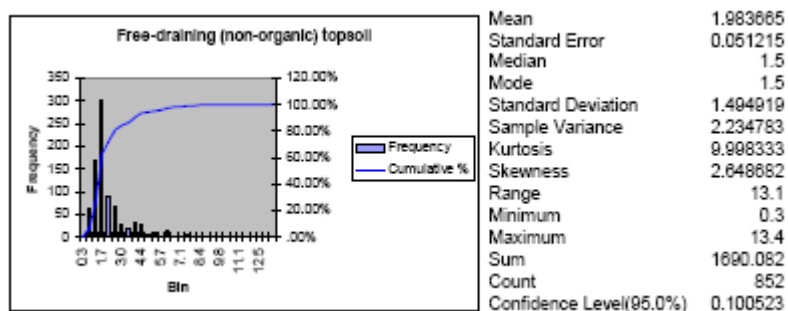 Free-draining (non-organic) topsoil
Frequency
350
300
250
200
150
100
50
0
120.00%
100.00%
80.00%
60.00%
40.00%
20.00%
.00%
0.3
1.7
3.0
4.4
5.7
7.1
8.4
9.8
11.1
12.5
Bin
Frequency
Cumulative %
Mean 1.983665
Standard Error 0.051215
Median 1.5
Mode 1.5
Standard Deviation 1.494919
Sample Variance 2.234783
Kurtosis 9.998333
Skewness 2.648682
Range 13.1
Minimum 0.3
Maximum 13.4
Sum 1690.082
Count 852
Confidence Level(95.0%) 0.100523